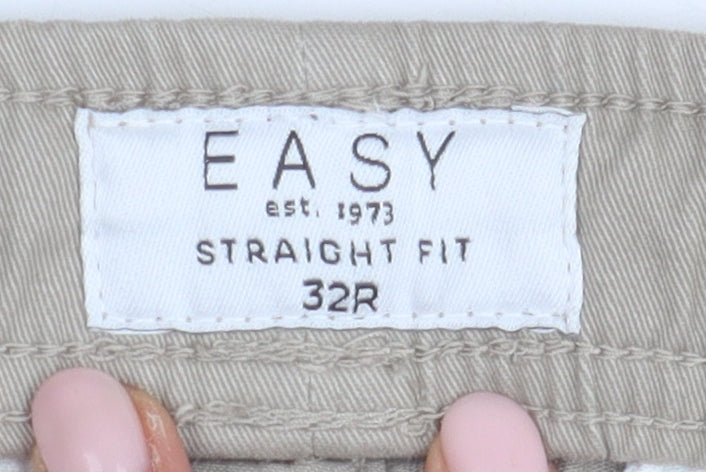 EASY
est. 1973
STRAIGHT FIT
32R